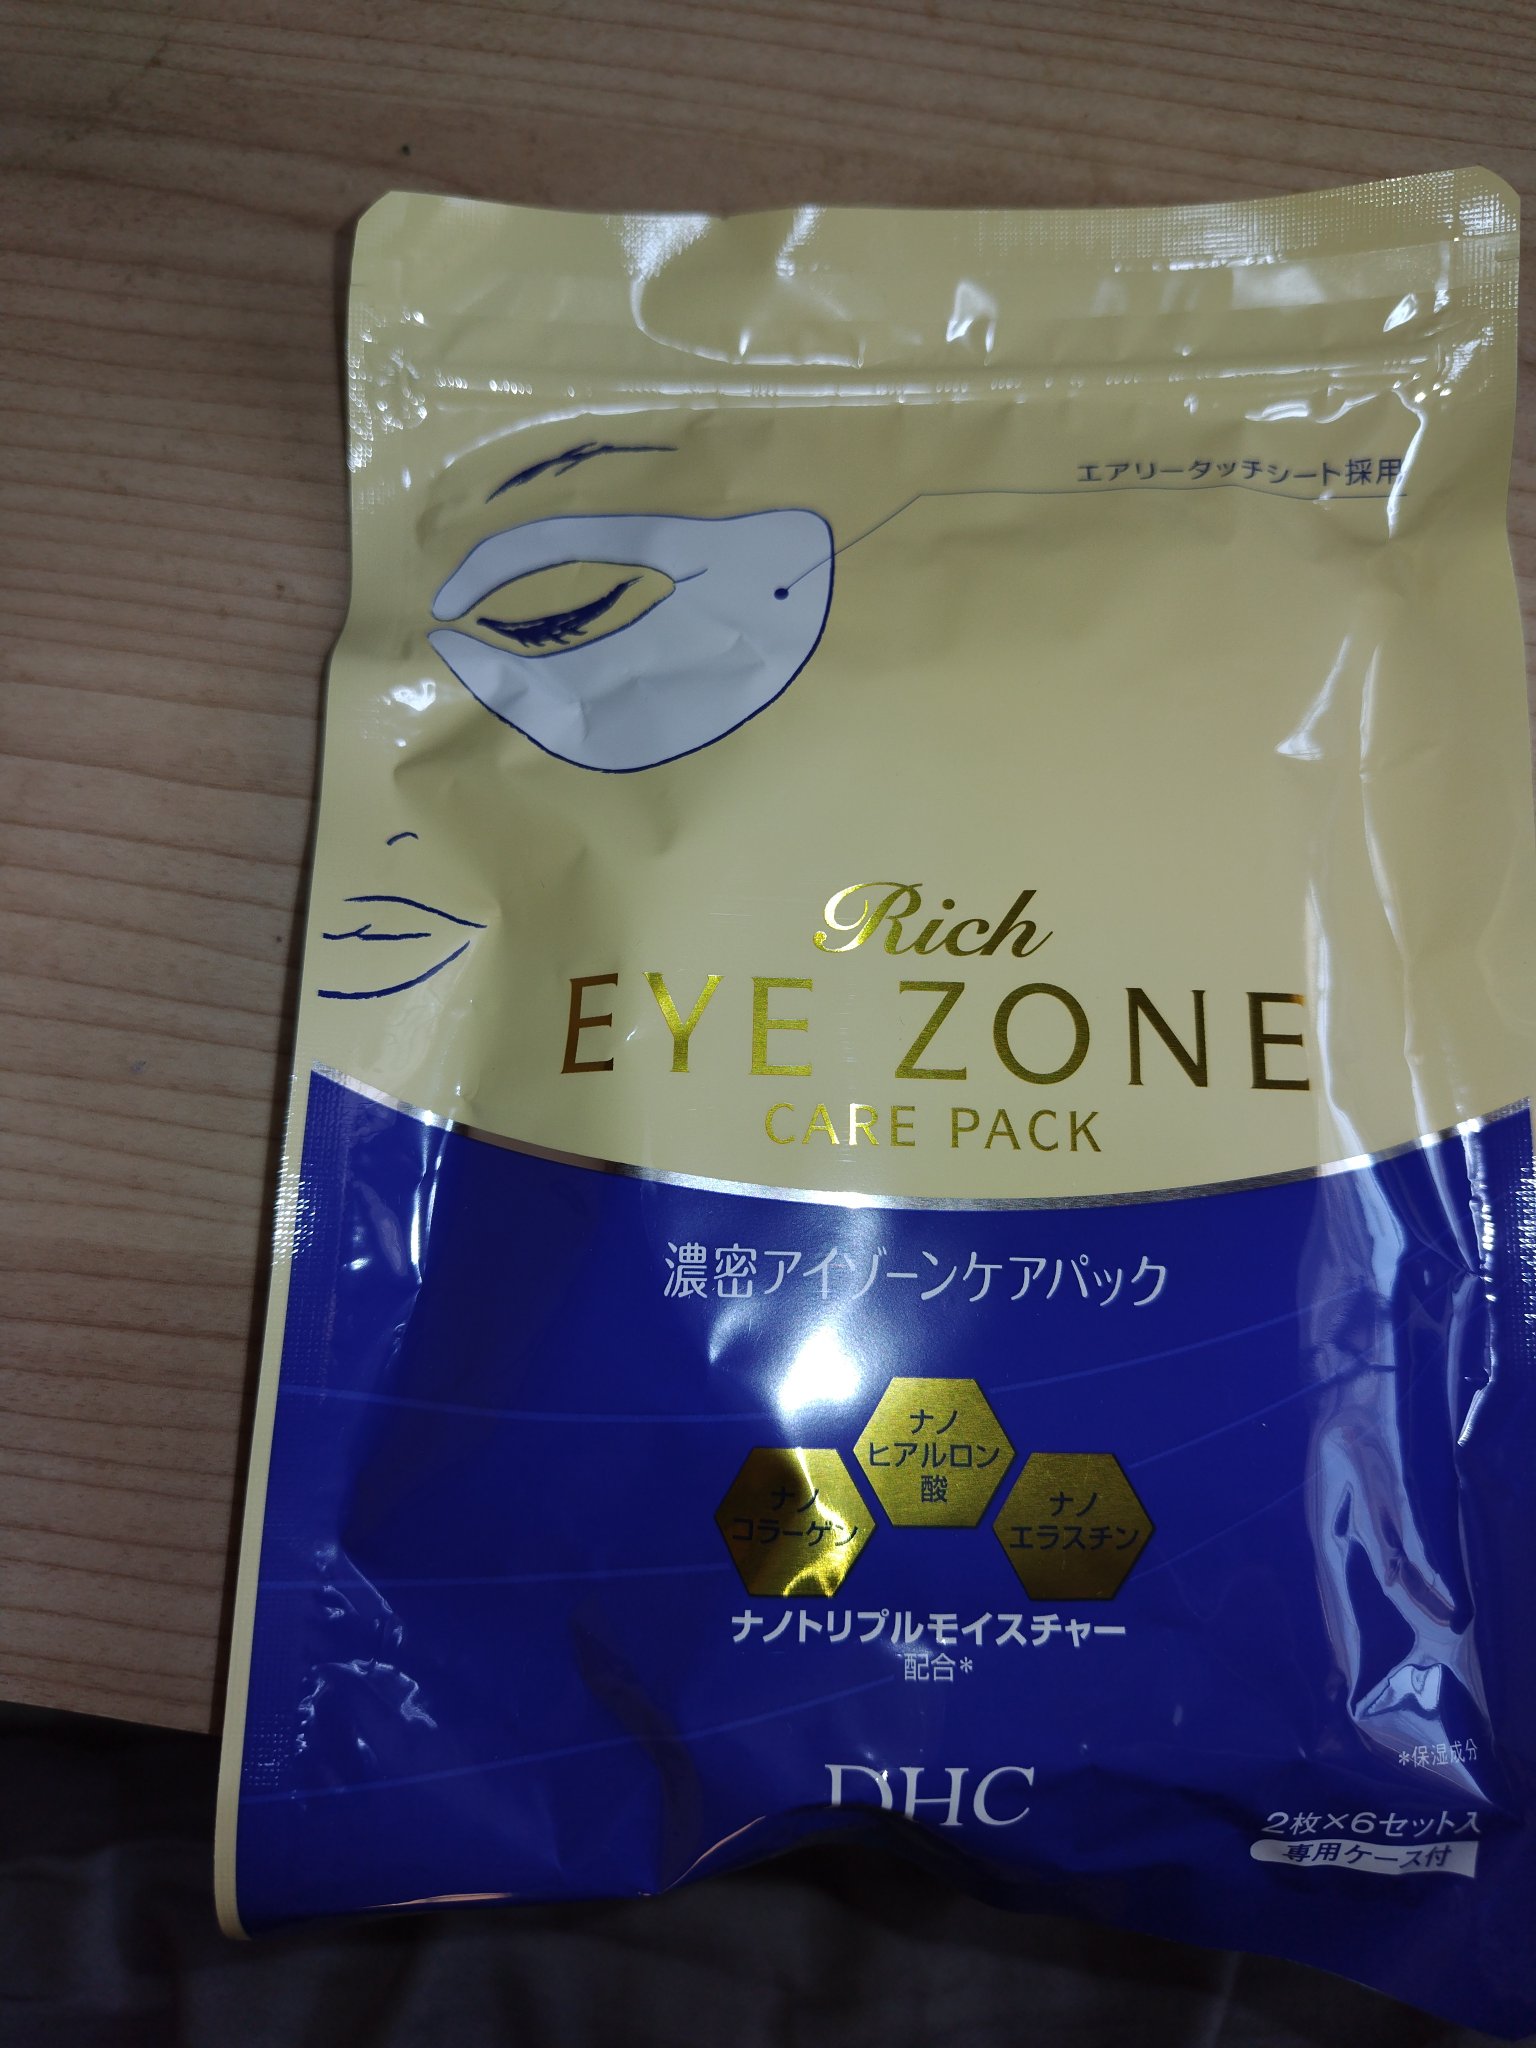 エアリータッチシート採用
Rich
EYE ZONE
CARE PACK
濃密アイゾーンケアパック
ナノ
ヒアルロン
酸
ナノ
コラーゲン
ナノ
エラスチン
ナノトリプルモイスチャー
配合*
DHC
*保湿成分
2枚×6セット入
専用ケース付